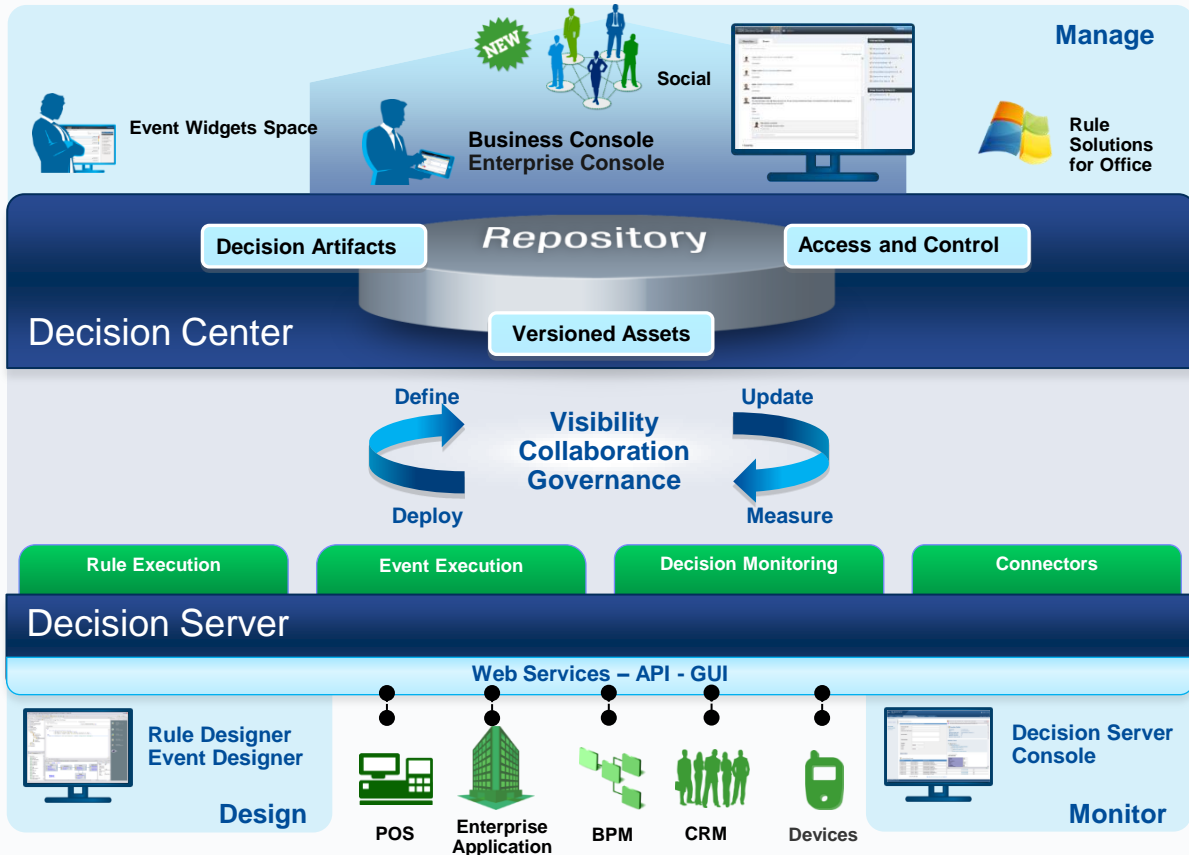 Manage
NEW
Social
Event Widgets Space
Business Console
Enterprise Console
Rule
Solutions
for Office
Repository
Decision Artifacts
Access and Control
Versioned Assets
Decision Center
Define
Update
Visibility
Collaboration
Governance
Deploy
Measure
Rule Execution
Event Execution
Decision Monitoring
Connectors
Decision Server
Web Services – API - GUI
Rule Designer
Event Designer
Design
POS
Enterprise
Application
BPM
CRM
Devices
Decision Server
Console
Monitor